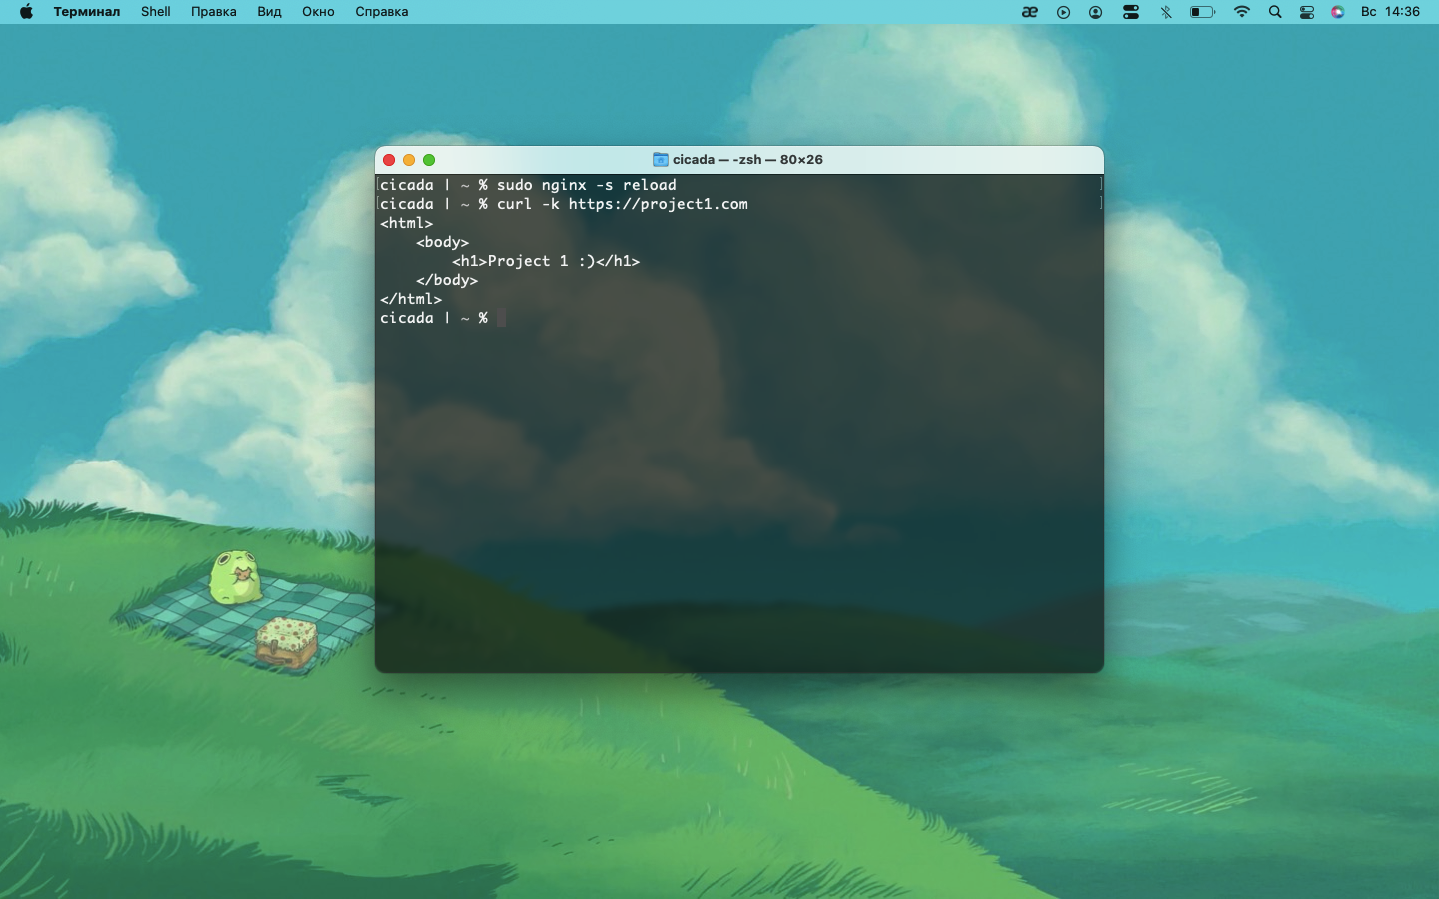 Терминал Shell Правка Вид Окно Справка æ Вс 14:36
cicada — -zsh — 80×26
cicada | ~ % sudo nginx -s reload
cicada | ~ % curl -k https://project1.com
<html>
    <body>
        <h1>Project 1 :)</h1>
    </body>
</html>
cicada | ~ %